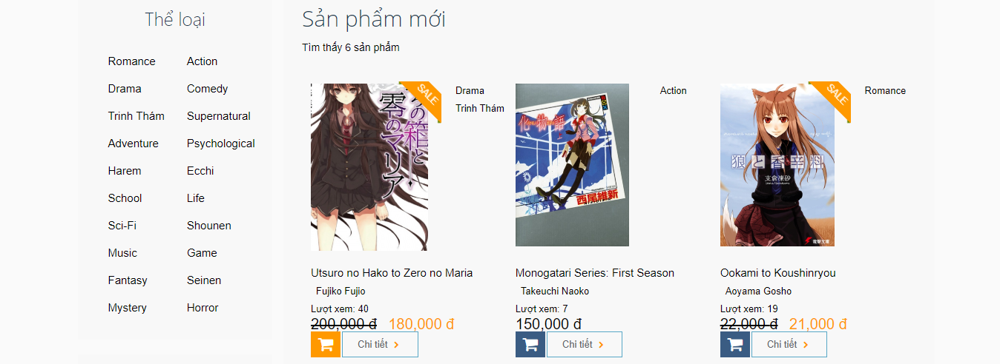 Thể loại
Romance Action
Drama Comedy
Trinh Thám Supernatural
Adventure Psychological
Harem Ecchi
School Life
Sci-Fi Shounen
Music Game
Fantasy Seinen
Mystery Horror
Sản phẩm mới
Tìm thấy 6 sản phẩm
零のマリア
の箱と
SALE
Drama
Trinh Thám
Utsuro no Hako to Zero no Maria
Fujiko Fujio
Lượt xem: 40
200,000 đ 180,000 đ
Chi tiết
化物語
西尾維新
Action
Monogatari Series: First Season
Takeuchi Naoko
Lượt xem: 7
150,000 đ
Chi tiết
SALE
狼と香辛料
支倉凍砂
電撃文庫
Romance
Ookami to Koushinryou
Aoyama Gosho
Lượt xem: 19
22,000 đ 21,000 đ
Chi tiết